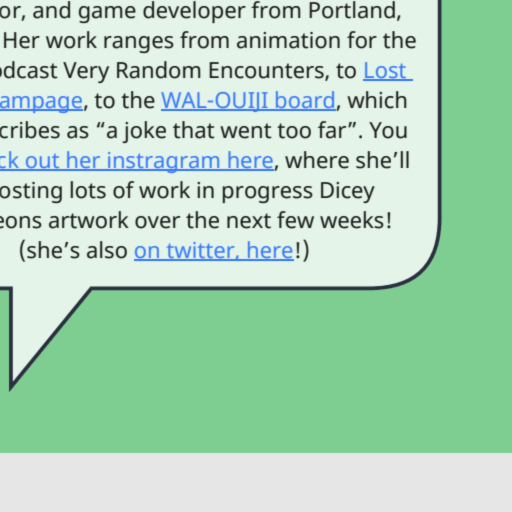 or, and game developer from Portland,
Her work ranges from animation for the
odcast Very Random Encounters, to Lost
ampage, to the WAL-OUIJI board, which
cribes as “a joke that went too far”. You
ck out her instragram here, where she’ll
osting lots of work in progress Dicey
eons artwork over the next few weeks!
(she’s also on twitter, here!)